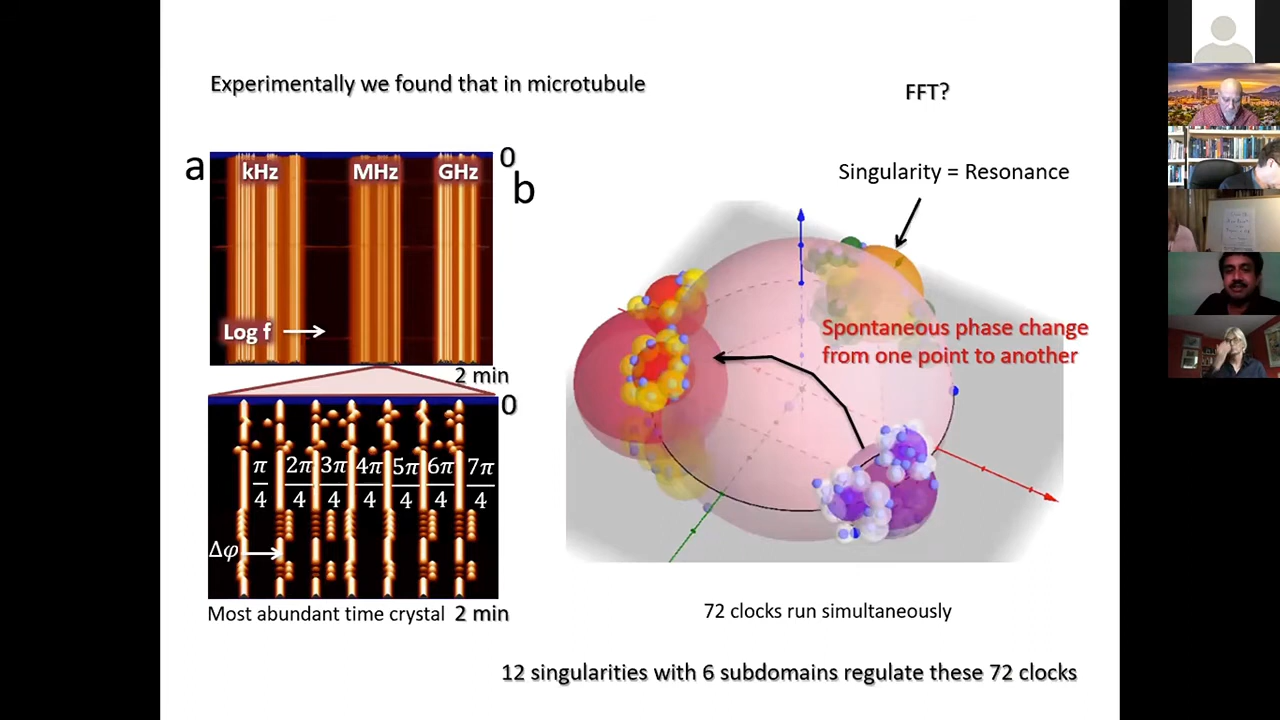 Experimentally we found that in microtubule
FFT?
a
kHz
MHz
GHz
0
b
Singularity = Resonance
Log f
2 min
Spontaneous phase change
from one point to another
0
π/4 2π/4 3π/4 4π/4 5π/4 6π/4 7π/4
Δφ
Most abundant time crystal 2 min
72 clocks run simultaneously
12 singularities with 6 subdomains regulate these 72 clocks